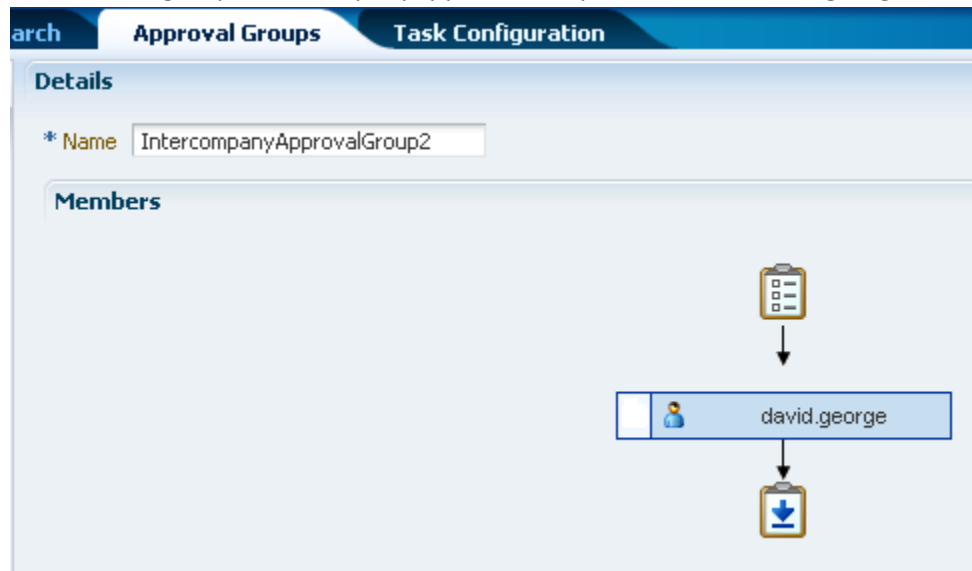 arch Approval Groups Task Configuration
Details
* Name IntercompanyApprovalGroup2
Members
david.george